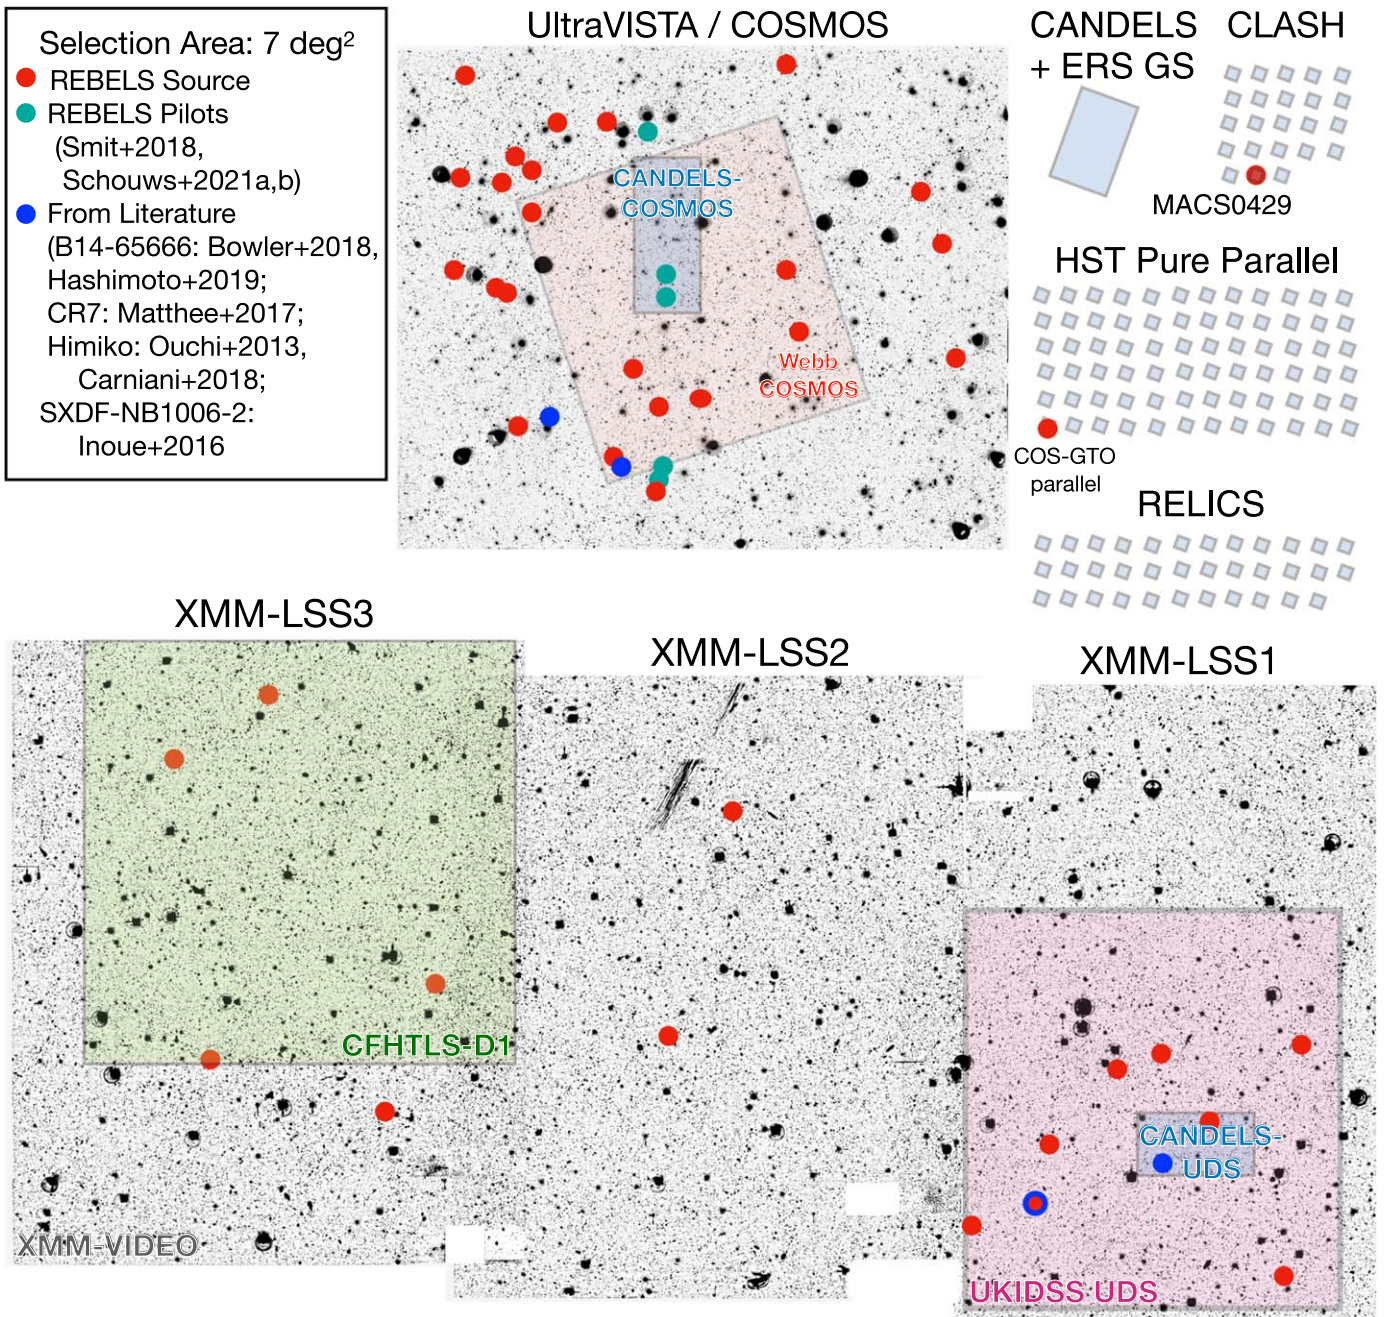 Selection Area: 7 deg²
REBELS Source
REBELS Pilots
(Smit+2018,
Schouws+2021a,b)
From Literature
(B14-65666: Bowler+2018,
Hashimoto+2019;
CR7: Matthee+2017;
Himiko: Ouchi+2013,
Carniani+2018;
SXDF-NB1006-2:
Inoue+2016
UltraVISTA / COSMOS
CANDELS-
COSMOS
Webb
COSMOS
CANDELS
+ ERS GS
CLASH
MACS0429
HST Pure Parallel
COS-GTO
parallel
RELICS
XMM-LSS3
CFHTLS-D1
XMM-VIDEO
XMM-LSS2
XMM-LSS1
CANDELS-
UDS
UKIDSS UDS